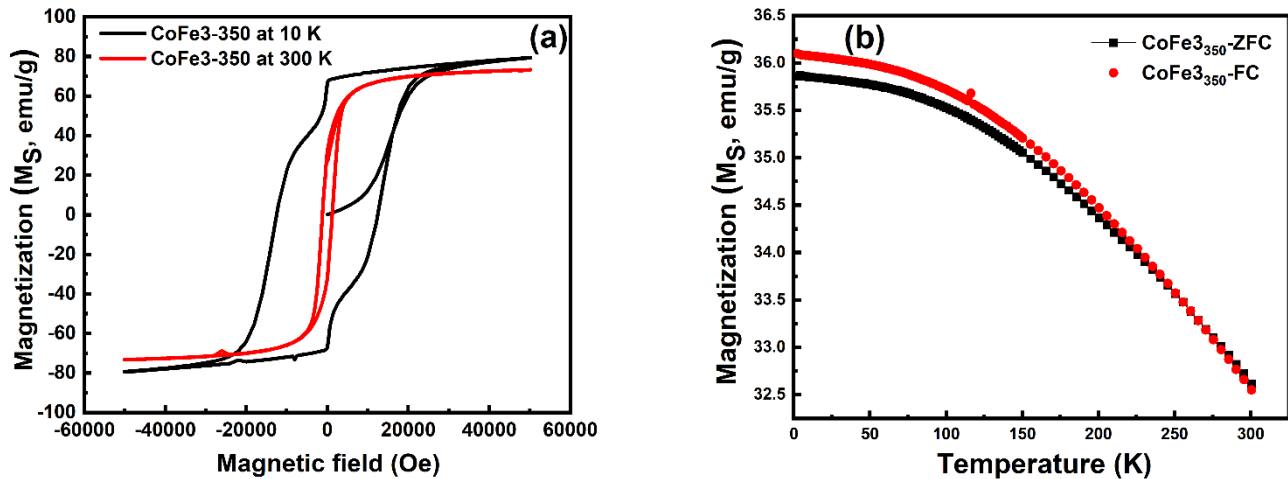 CoFe3-350 at 10 K
CoFe3-350 at 300 K
(a)
Magnetization (M_S, emu/g)
100
80
60
40
20
0
-20
-40
-60
-80
-100
-60000 -40000 -20000 0 20000 40000 60000
Magnetic field (Oe)
(b)
CoFe3₃₅₀-ZFC
CoFe3₃₅₀-FC
Magnetization (M_S, emu/g)
36.5
36.0
35.5
35.0
34.5
34.0
33.5
33.0
32.5
0 50 100 150 200 250 300
Temperature (K)